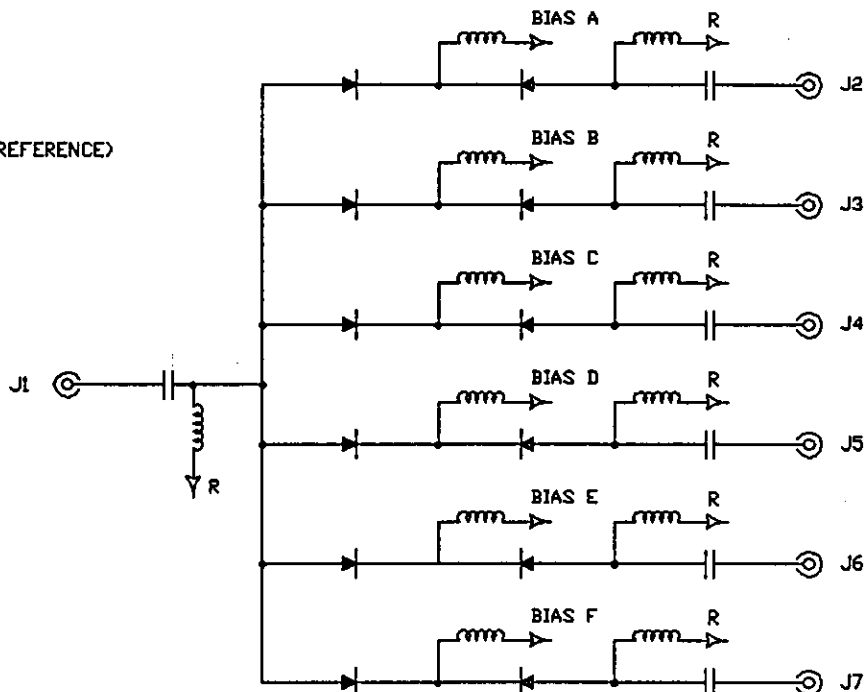 BIAS A R
J2
REFERENCE)
BIAS B R
J3
BIAS C R
J4
J1
BIAS D R
J5
R
BIAS E R
J6
BIAS F R
J7